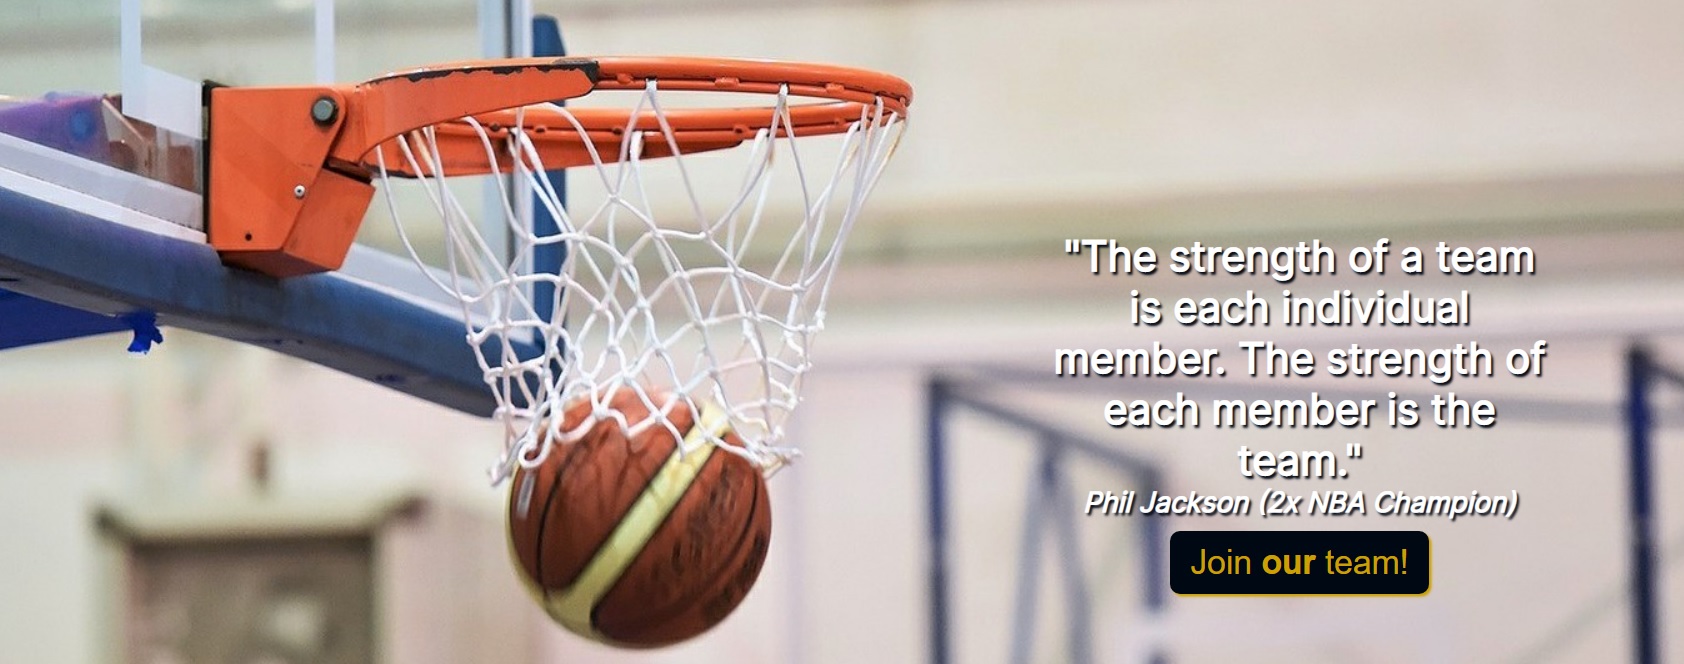 "The strength of a team
is each individual
member. The strength of
each member is the
team."
Phil Jackson (2x NBA Champion)
Join our team!